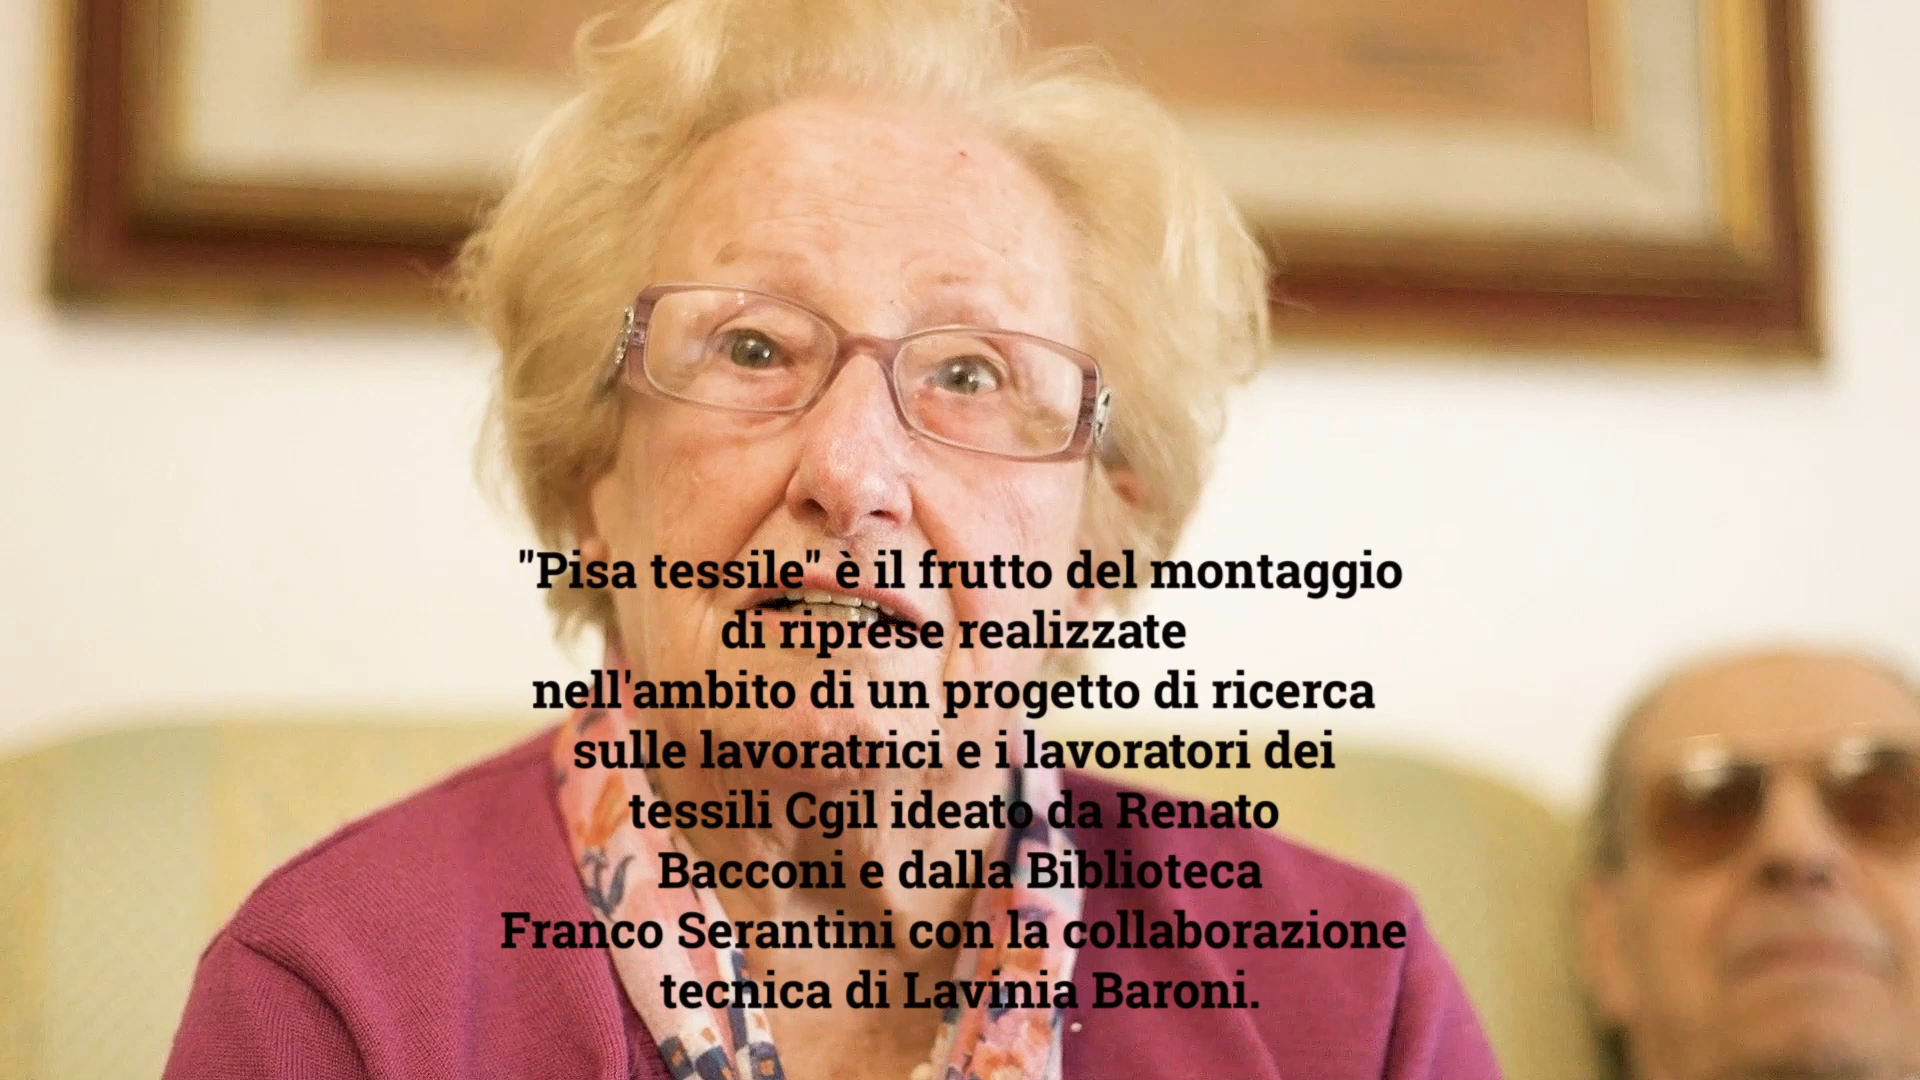 "Pisa tessile" è il frutto del montaggio
di riprese realizzate
nell'ambito di un progetto di ricerca
sulle lavoratrici e i lavoratori dei
tessili Cgil ideato da Renato
Bacconi e dalla Biblioteca
Franco Serantini con la collaborazione
tecnica di Lavinia Baroni.